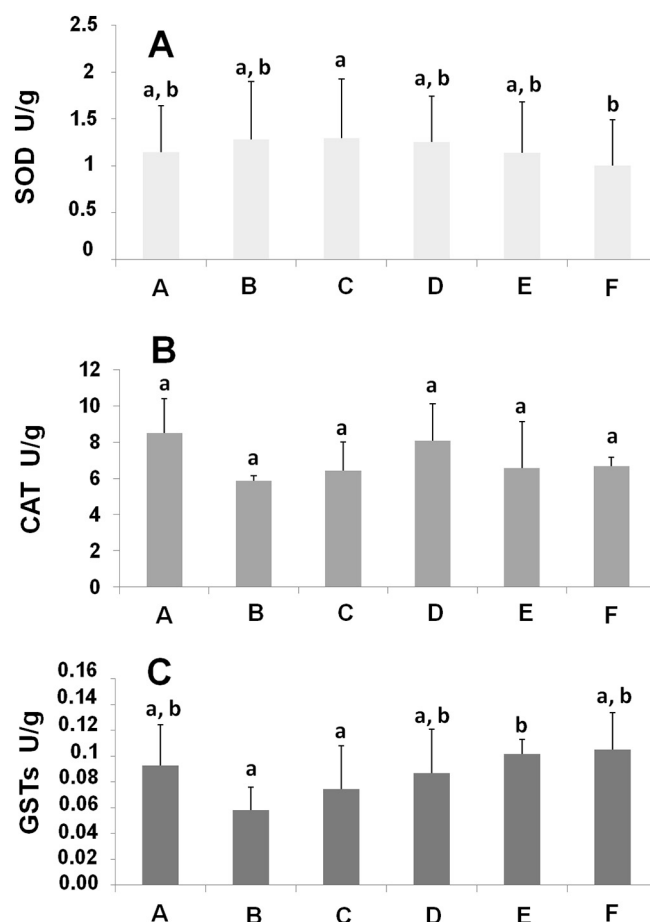 A
SOD U/g
2.5
2
1.5
1
0.5
0
a, b
a, b
a
a, b
a, b
b
A B C D E F
B
CAT U/g
12
10
8
6
4
2
0
a
a
a
a
a
a
A B C D E F
C
GSTs U/g
0.16
0.14
0.12
0.1
0.08
0.06
0.04
0.02
0.00
a, b
a
a
a, b
b
a, b
A B C D E F